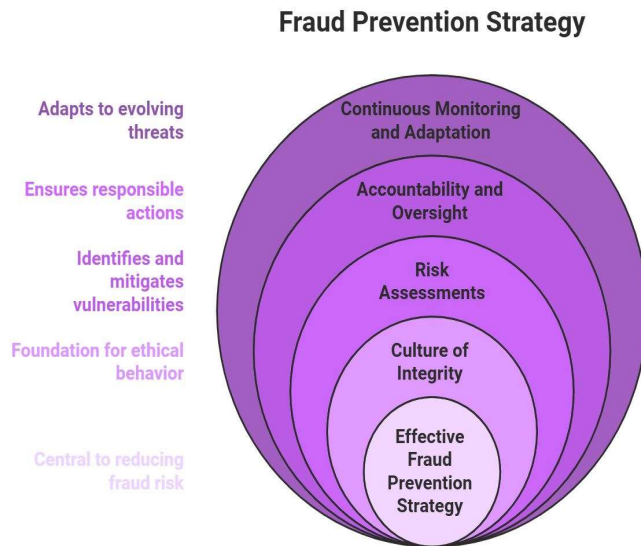 Fraud Prevention Strategy
Adapts to evolving
threats
Continuous Monitoring
and Adaptation
Ensures responsible
actions
Accountability and
Oversight
Identifies and
mitigates
vulnerabilities
Risk
Assessments
Foundation for ethical
behavior
Culture of
Integrity
Central to reducing
fraud risk
Effective
Fraud
Prevention
Strategy